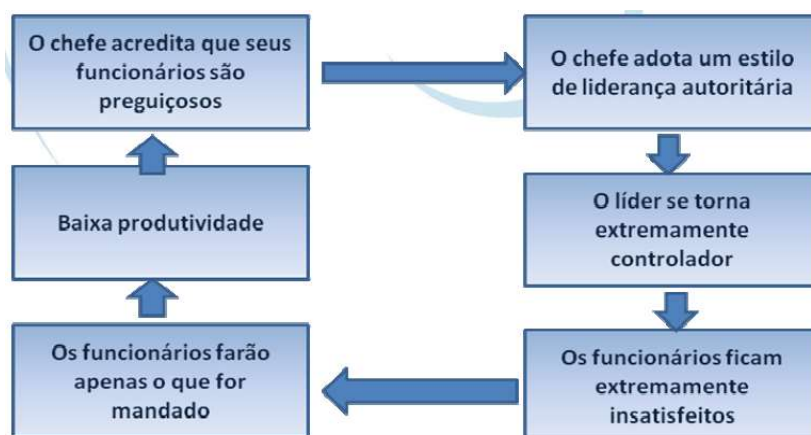 O chefe acredita que seus
funcionários são
preguiçosos
O chefe adota um estilo
de liderança autoritária
O líder se torna
extremamente
controlador
Os funcionários ficam
extremamente
insatisfeitos
Os funcionários farão
apenas o que for
mandado
Baixa produtividade